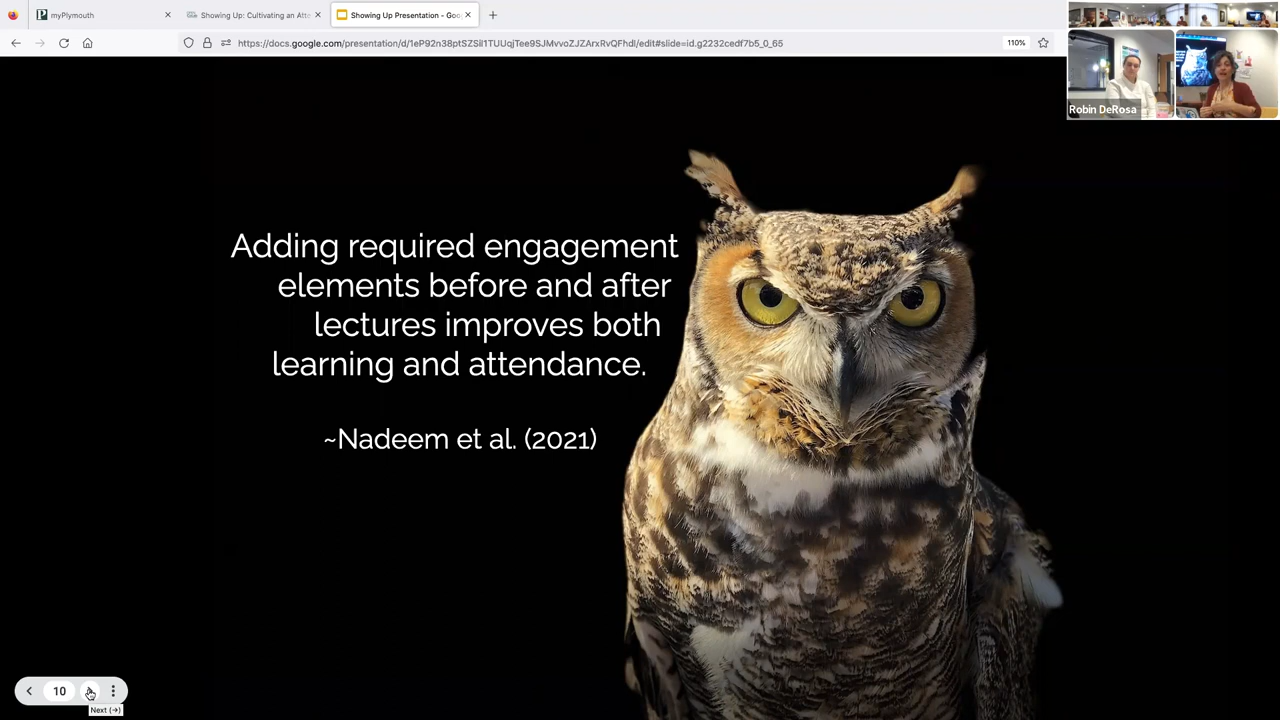 myPlymouth
Showing Up: Cultivating an Atte
Showing Up Presentation - Goo
https://docs.google.com/presentation/d/1eP92n38ptSZSli1TUUqjTee9SJMvvoZJZArxRvQFhdI/edit#slide=id.g2232cedf7b5_0_65
110%
Robin DeRosa
Adding required engagement
elements before and after
lectures improves both
learning and attendance.
~Nadeem et al. (2021)
10
Next (→)